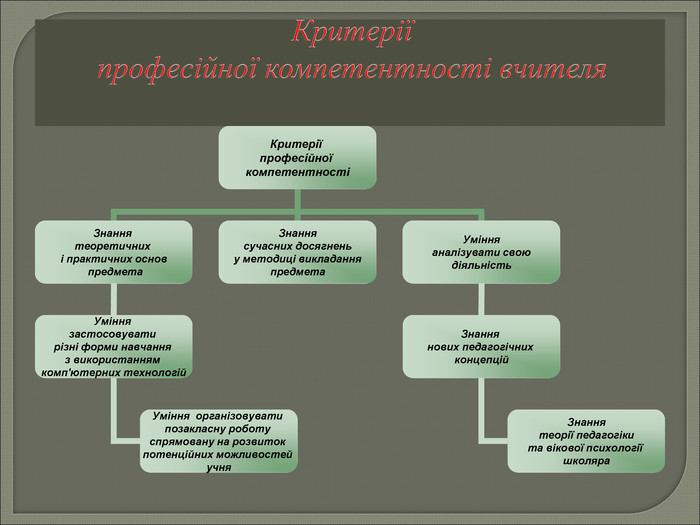 Критерії
професійної компетентності вчителя
Критерії
професійної
компетентності
Знання
теоретичних
і практичних основ
предмета
Знання
сучасних досягнень
у методиці викладання
предмета
Уміння
аналізувати свою
діяльність
Уміння
застосовувати
різні форми навчання
з використанням
комп'ютерних технологій
Знання
нових педагогічних
концепцій
Уміння організовувати
позакласну роботу
спрямовану на розвиток
потенційних можливостей
учня
Знання
теорії педагогіки
та вікової психології
школяра